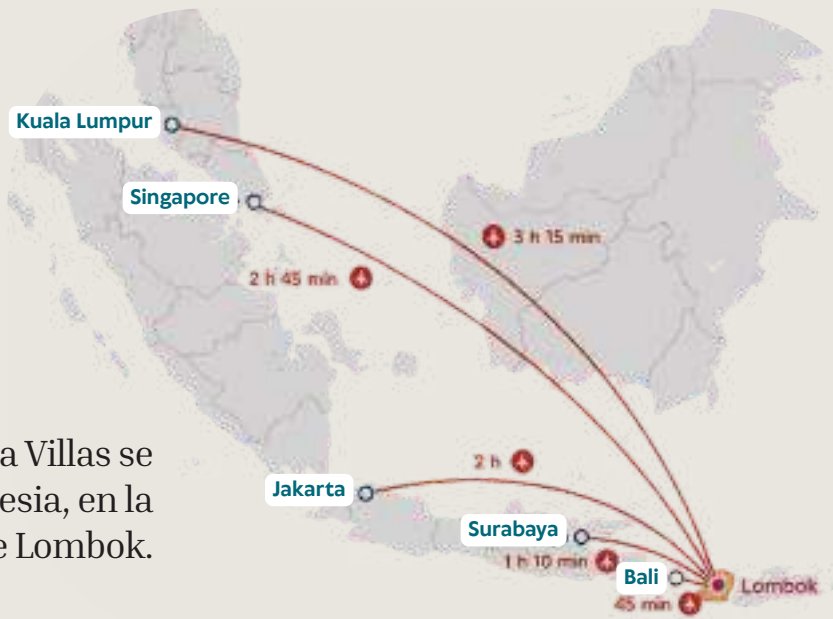 Kuala Lumpur
Singapore
3 h 15 min
2 h 45 min
a Villas se
esia, en la
e Lombok.
2 h
Jakarta
Surabaya
1 h 10 min
Bali
45 min
Lombok